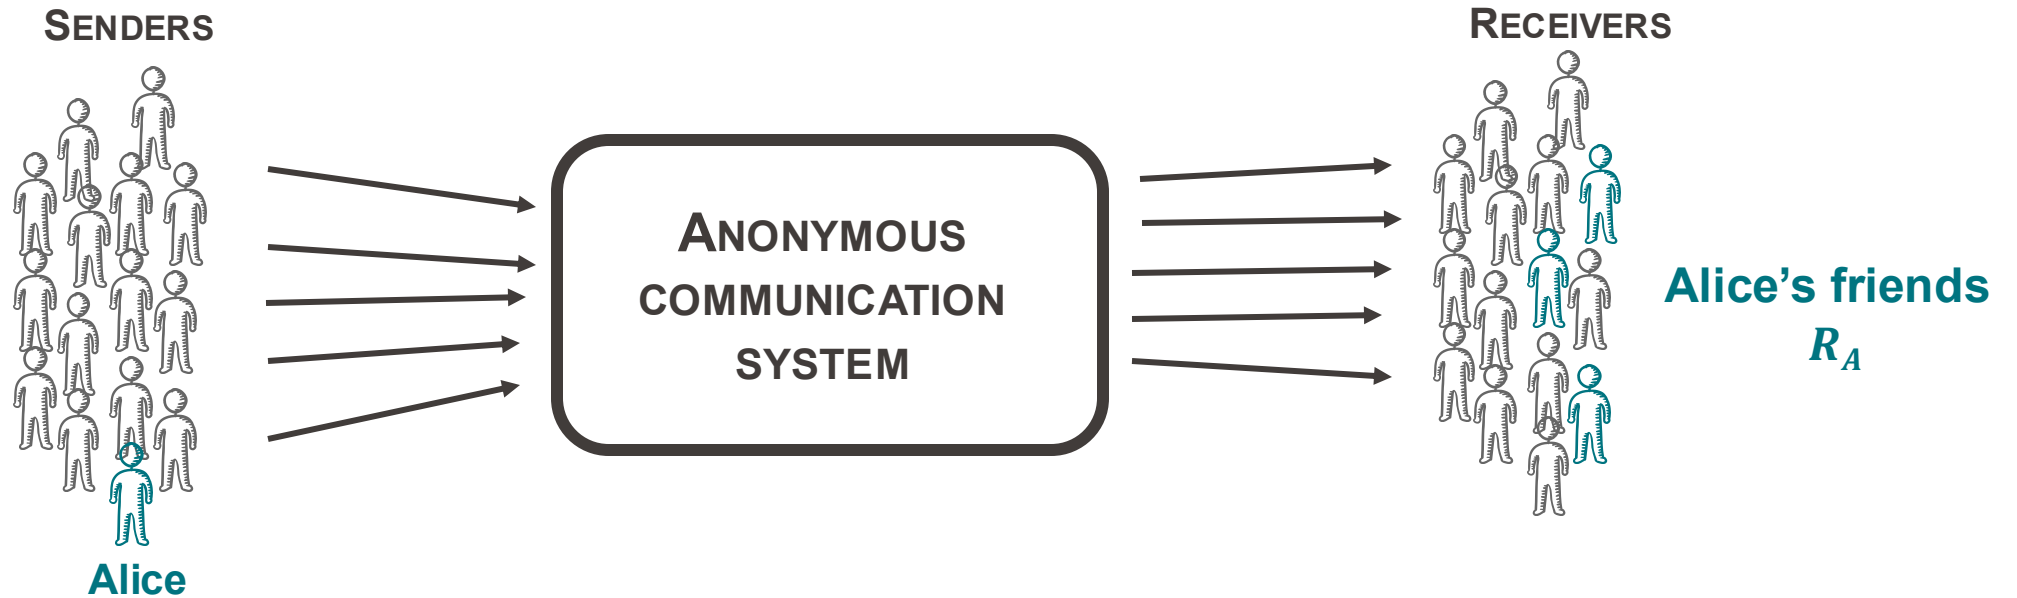 SENDERS
RECEIVERS
ANONYMOUS
COMMUNICATION
SYSTEM
Alice's friends
R_A
Alice